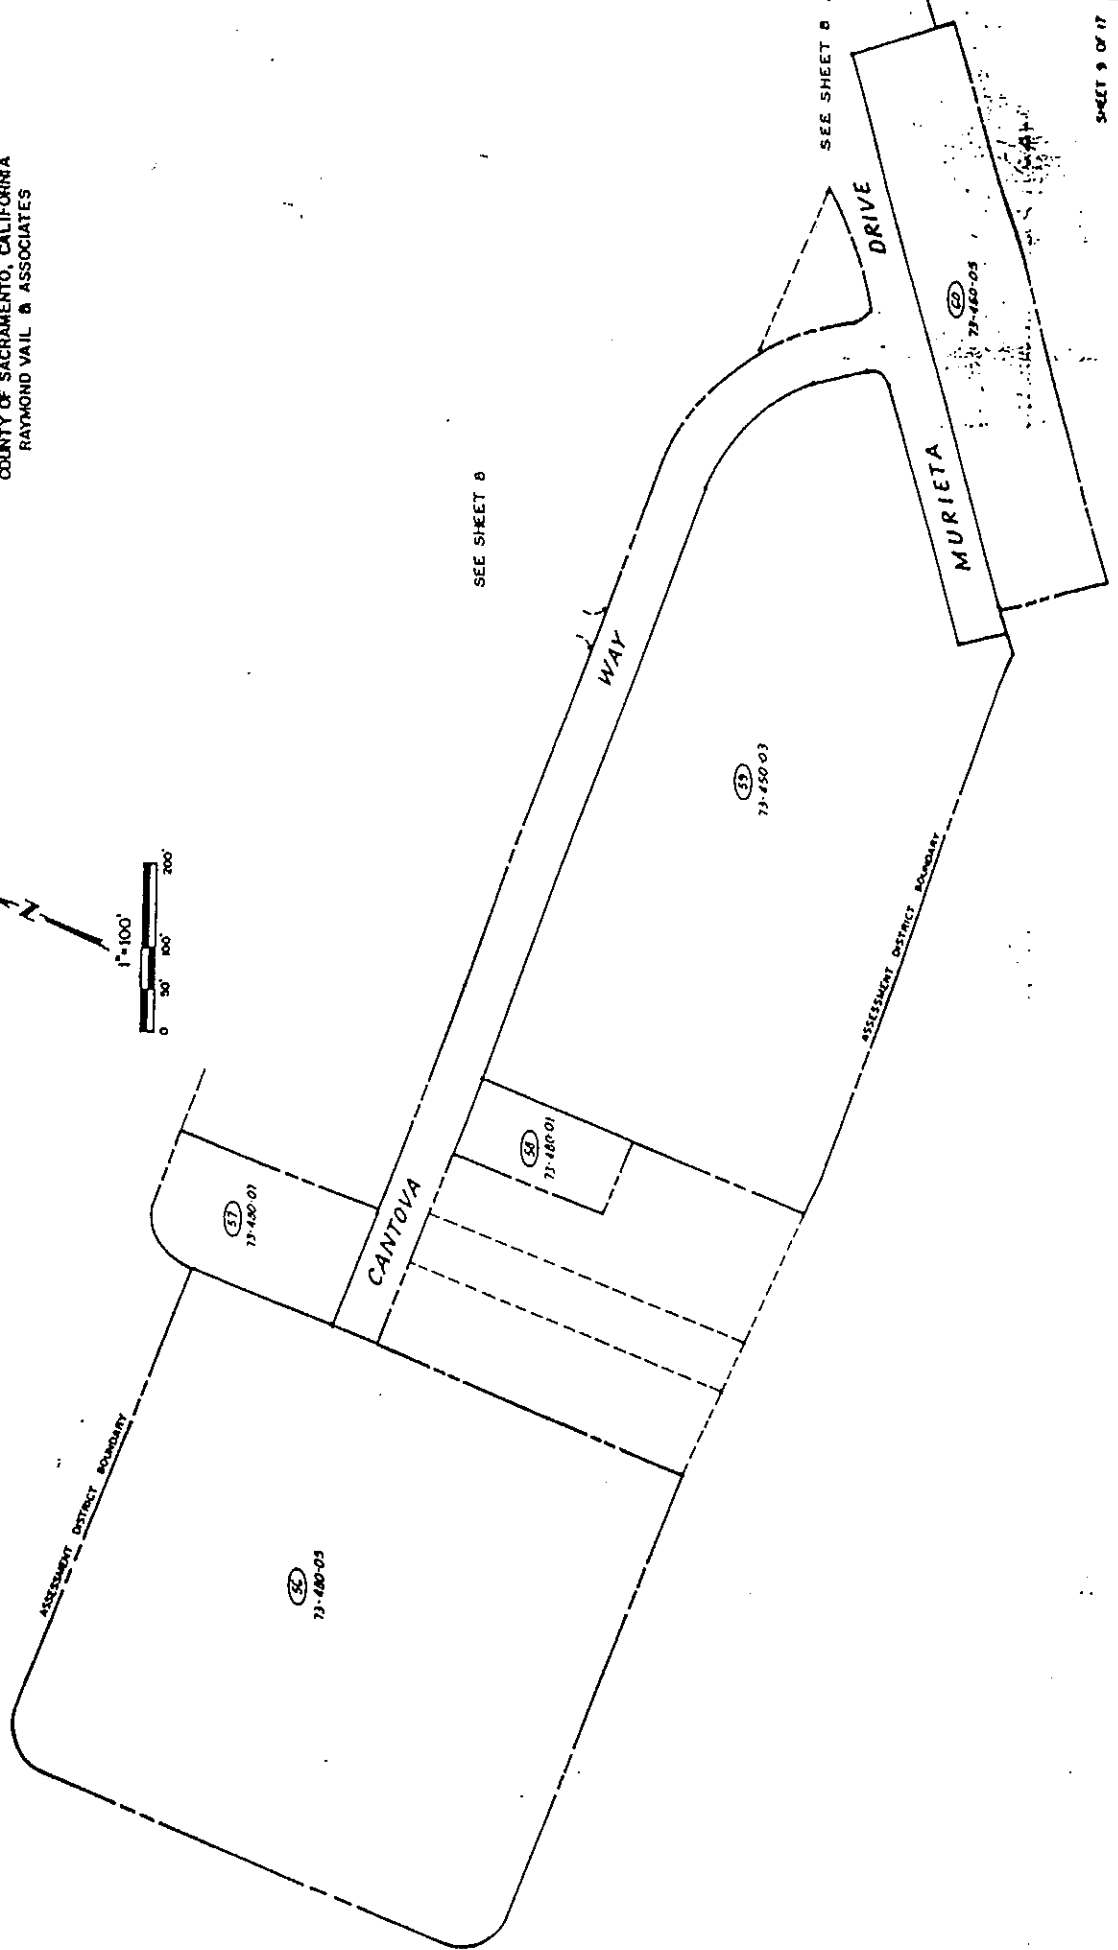 COUNTY OF SACRAMENTO, CALIFORNIA
RAYMOND VAIL & ASSOCIATES
N
1"=100'
0 50' 100' 200'
SEE SHEET 8
SEE SHEET 8
ASSESSMENT DISTRICT BOUNDARY
56
73-480-05
57
73-480-07
CANTOVA WAY
58
73-480-01
59
73-450-03
ASSESSMENT DISTRICT BOUNDARY
MURIETA DRIVE
60
73-460-05
SHEET 9 OF 17